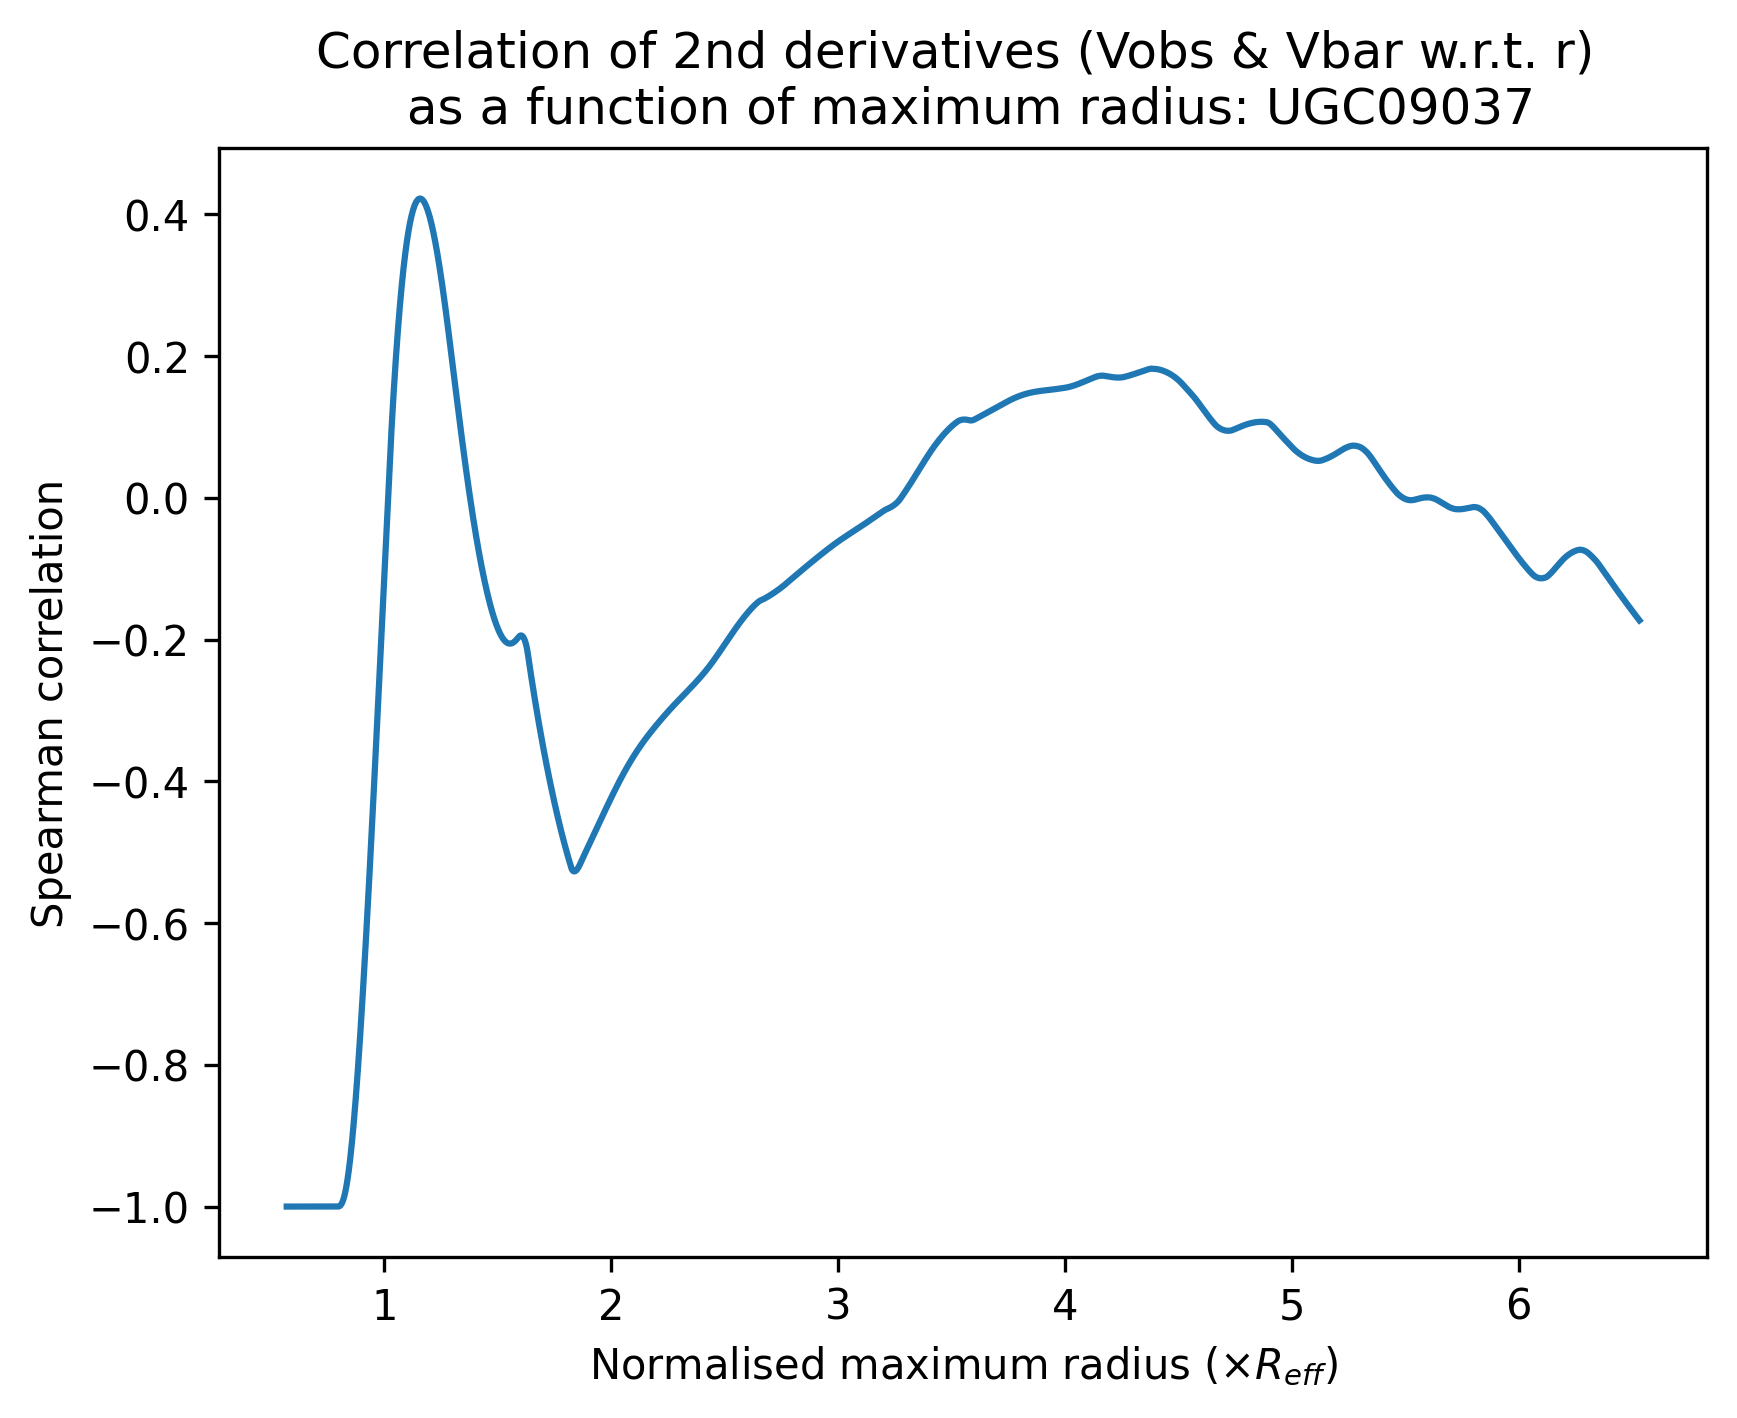 Correlation of 2nd derivatives (Vobs & Vbar w.r.t. r)
as a function of maximum radius: UGC09037
Spearman correlation
0.4
0.2
0.0
−0.2
−0.4
−0.6
−0.8
−1.0
1 2 3 4 5 6
Normalised maximum radius (×R_eff)